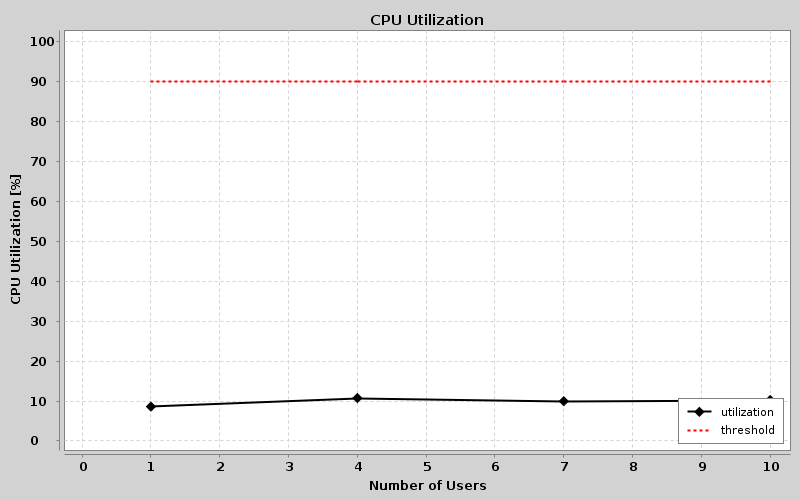 CPU Utilization
CPU Utilization [%]
100
90
80
70
60
50
40
30
20
10
0
0 1 2 3 4 5 6 7 8 9 10
Number of Users
utilization
threshold